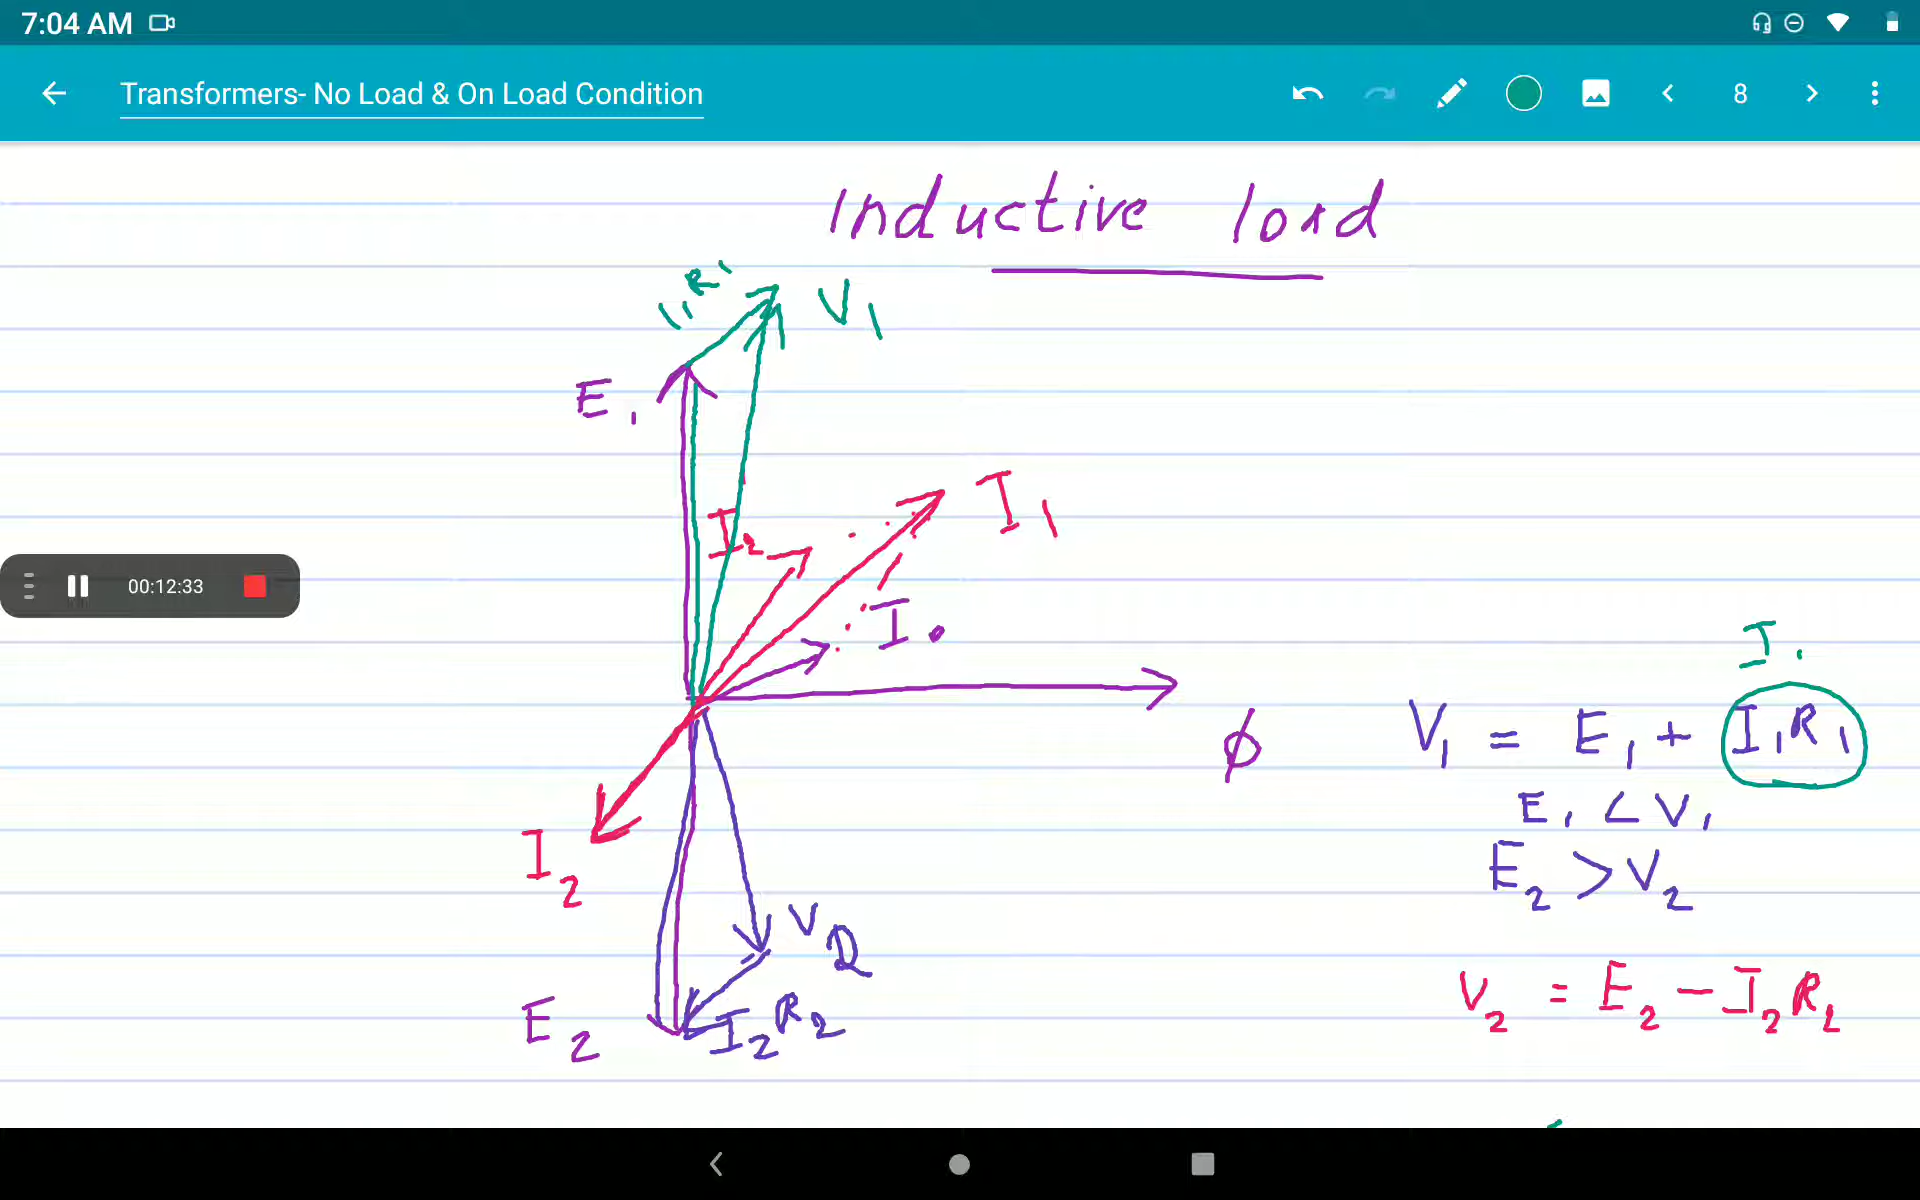 7:04 AM
Transformers- No Load & On Load Condition
8
Inductive load
I1R1
V1
E1
I1
I2'
I0
00:12:33
I1
ϕ
V1 = E1 + I1R1
E1 < V1
E2 > V2
I2
V2
V2 = E2 - I2R2
E2
I2R2